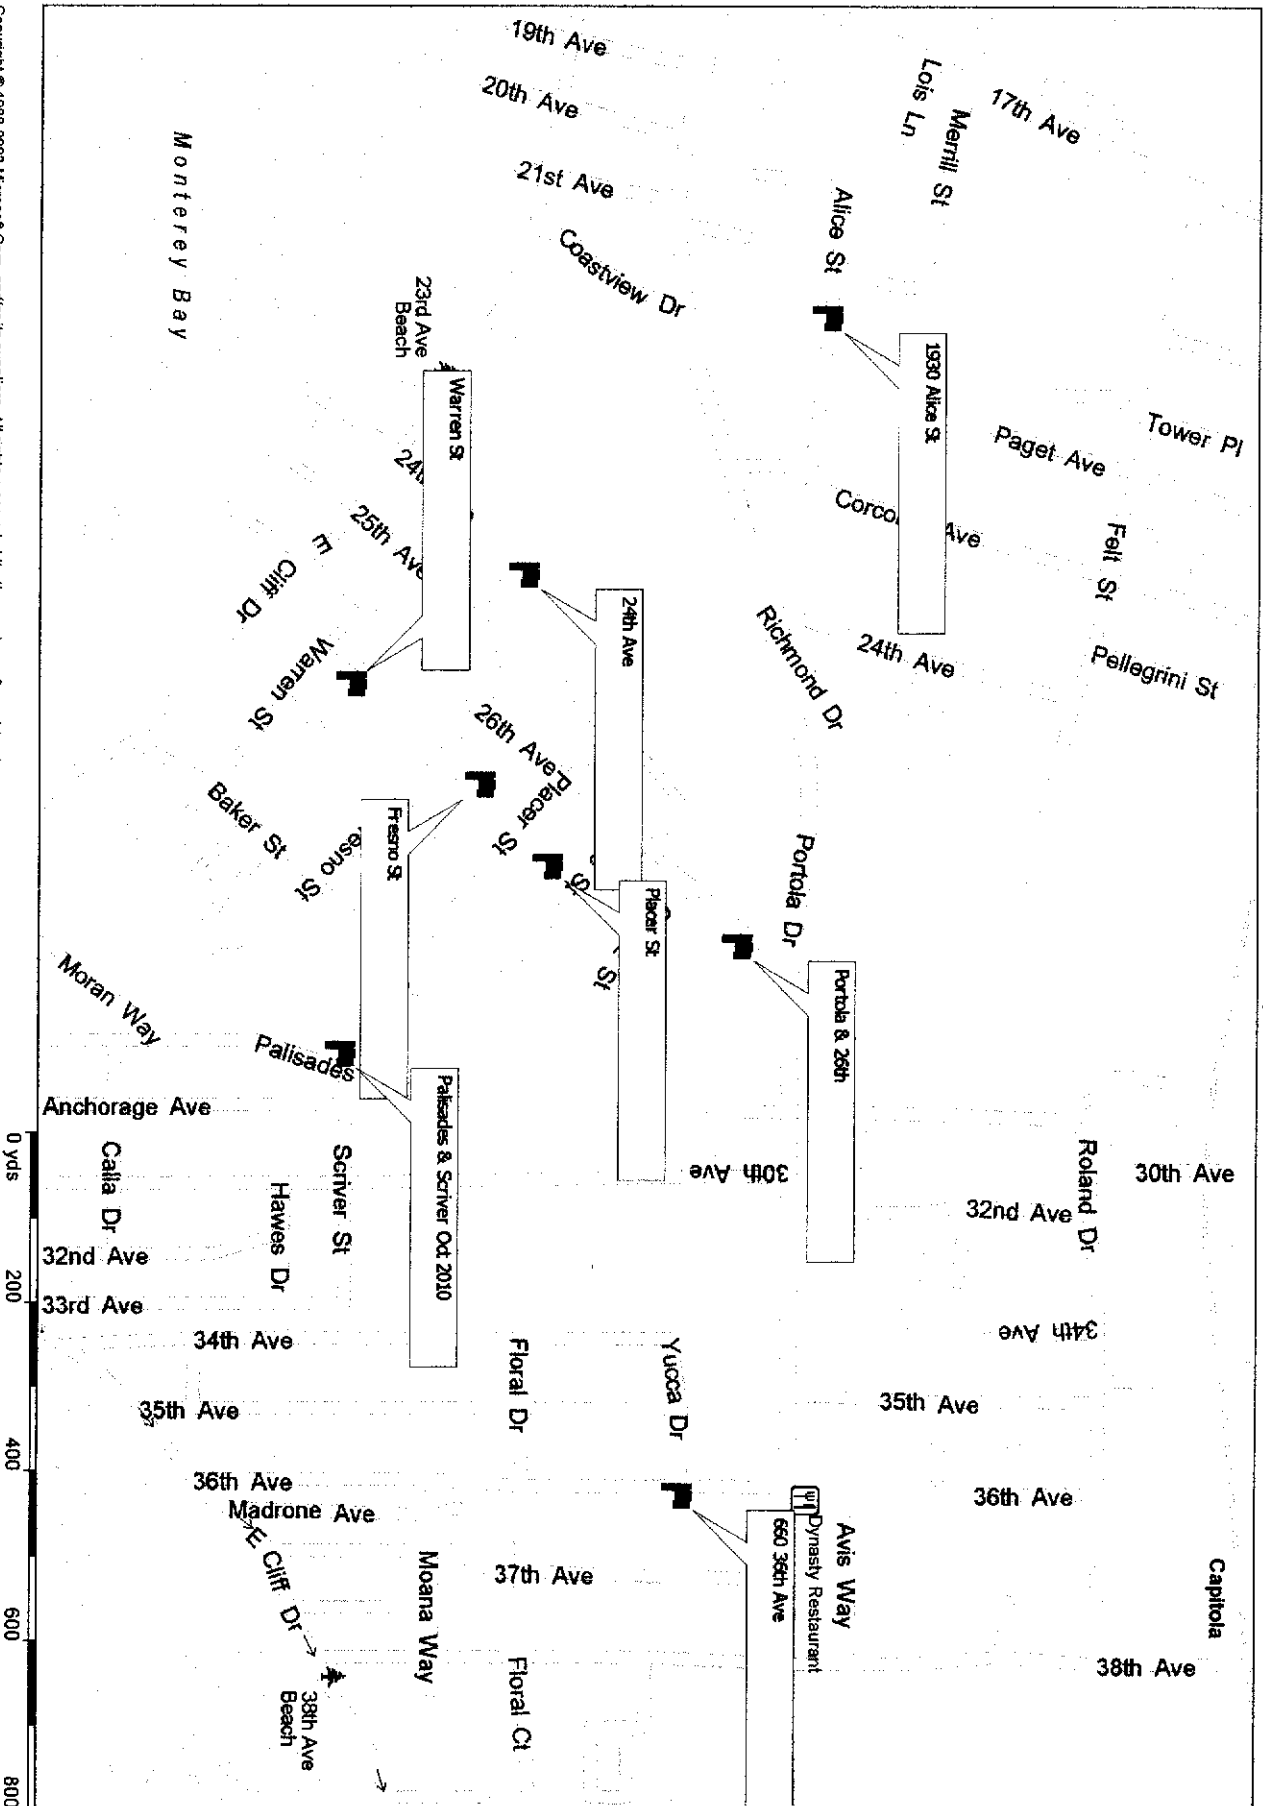 19th Ave
20th Ave
21st Ave
17th Ave
Lois Ln
Merrill St
Alice St
Coastview Dr
Monterey Bay
23rd Ave
Beach
1930 Alice St
Tower Pl
Paget Ave
Ave
Felt St
Pellegrini St
24th Ave
Richmond Dr
Warren St
25th Ave
E Cliff Dr
Warren St
24th Ave
26th Ave
Placer St
St
St
Placer St
Portola Dr
Portola & 26th
Baker St
St
Fresno St
Moran Way
Palisades
Palisades & Scriver Oct 2010
Anchorage Ave
30th Ave
30th Ave
32nd Ave
Roland Dr
Calla Dr
Hawes Dr
Scriver St
32nd Ave
33rd Ave
34th Ave
34th Ave
35th Ave
35th Ave
Floral Dr
Yucca Dr
36th Ave
36th Ave
Madrone Ave
E Cliff Dr
37th Ave
Moana Way
Floral Ct
38th Ave
Beach
660 36th Ave
Dynasty Restaurant
Avis Way
Capitola
38th Ave
0 yds
200
400
600
800